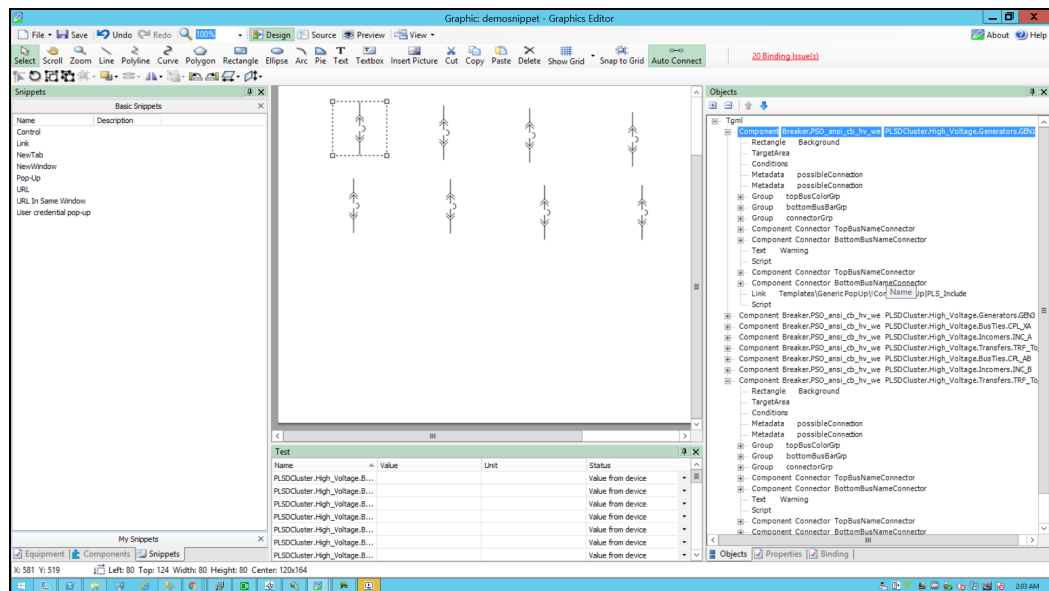 Graphic: demosnippet - Graphics Editor
File Save Undo Redo 100% Design Source Preview View About Help
Select Scroll Zoom Line Polyline Curve Polygon Rectangle Ellipse Arc Pie Text Textbox Insert Picture Cut Copy Paste Delete Show Grid Snap to Grid Auto Connect 20 Binding Issue(s)
Snippets
Basic Snippets
Name Description
Control
Link
NewTab
NewWindow
Pop-Up
URL
URL In Same Window
User credential pop-up
My Snippets
Equipment Components Snippets
Test
Name Value Unit Status
PLSDCluster.High_Voltage.B... Value from device
PLSDCluster.High_Voltage.B... Value from device
PLSDCluster.High_Voltage.B... Value from device
PLSDCluster.High_Voltage.B... Value from device
PLSDCluster.High_Voltage.B... Value from device
PLSDCluster.High_Voltage.B... Value from device
PLSDCluster.High_Voltage.B... Value from device
Objects
Tgml
Component Breaker.PSO_ansi_cb_hv_we PLSDCluster.High_Voltage.Generators.GEN1
Rectangle Background
TargetArea
Conditions
Metadata possibleConnection
Metadata possibleConnection
Group topBusColorGrp
Group bottomBusBarGrp
Group connectorGrp
Component Connector TopBusNameConnector
Component Connector BottomBusNameConnector
Text Warning
Script
Component Connector TopBusNameConnector
Component Connector BottomBusNameConnector
Link Templates\Generic PopUp\!Co Name Up|PLS_Include
Script
Component Breaker.PSO_ansi_cb_hv_we PLSDCluster.High_Voltage.Generators.GEN3
Component Breaker.PSO_ansi_cb_hv_we PLSDCluster.High_Voltage.BusTies.CPL_XA
Component Breaker.PSO_ansi_cb_hv_we PLSDCluster.High_Voltage.Incomers.INC_A
Component Breaker.PSO_ansi_cb_hv_we PLSDCluster.High_Voltage.Transfers.TRF_To
Component Breaker.PSO_ansi_cb_hv_we PLSDCluster.High_Voltage.BusTies.CPL_AB
Component Breaker.PSO_ansi_cb_hv_we PLSDCluster.High_Voltage.Incomers.INC_B
Component Breaker.PSO_ansi_cb_hv_we PLSDCluster.High_Voltage.Transfers.TRF_To
Rectangle Background
TargetArea
Conditions
Metadata possibleConnection
Metadata possibleConnection
Group topBusColorGrp
Group bottomBusBarGrp
Group connectorGrp
Component Connector TopBusNameConnector
Component Connector BottomBusNameConnector
Text Warning
Script
Component Connector TopBusNameConnector
Component Connector BottomBusNameConnector
Objects Properties Binding
X: 581 Y: 519 Left: 80 Top: 124 Width: 80 Height: 80 Center: 120x164
2:03 AM